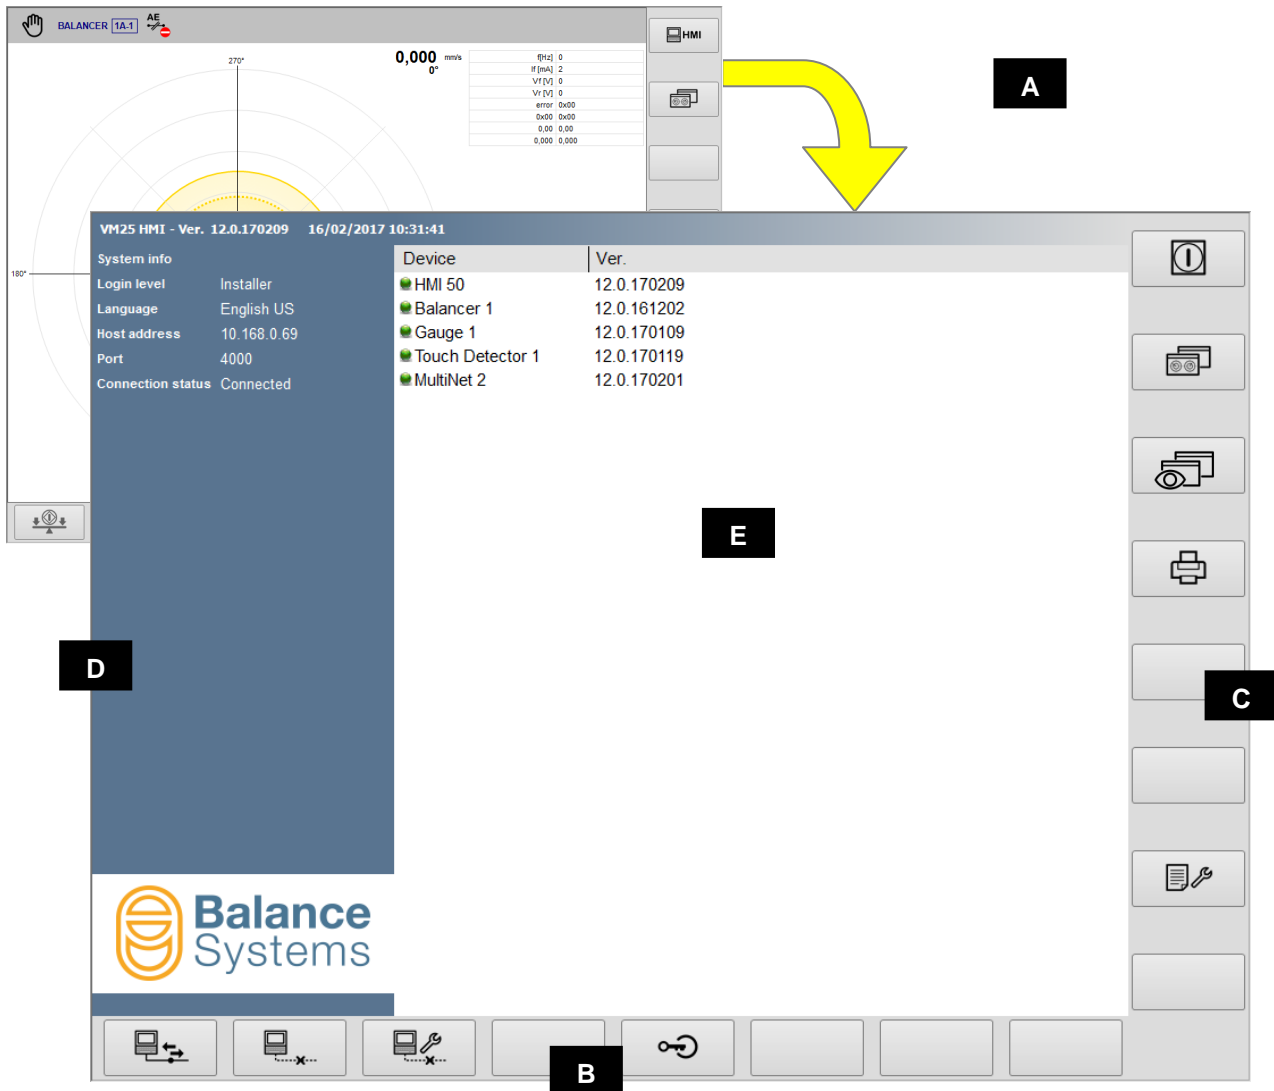 BALANCER 1A-1 AE
HMI
270°
0,000 mm/s
0°
f[Hz] 0
If [mA] 2
Vf [V] 0
Vr [V] 0
error 0x00
0x00 0x00
0,00 0,00
0,000 0,000
A
180°
VM25 HMI - Ver. 12.0.170209 16/02/2017 10:31:41
System info
Login level Installer
Language English US
Host address 10.168.0.69
Port 4000
Connection status Connected
Device Ver.
HMI 50 12.0.170209
Balancer 1 12.0.161202
Gauge 1 12.0.170109
Touch Detector 1 12.0.170119
MultiNet 2 12.0.170201
E
D
C
Balance
Systems
B